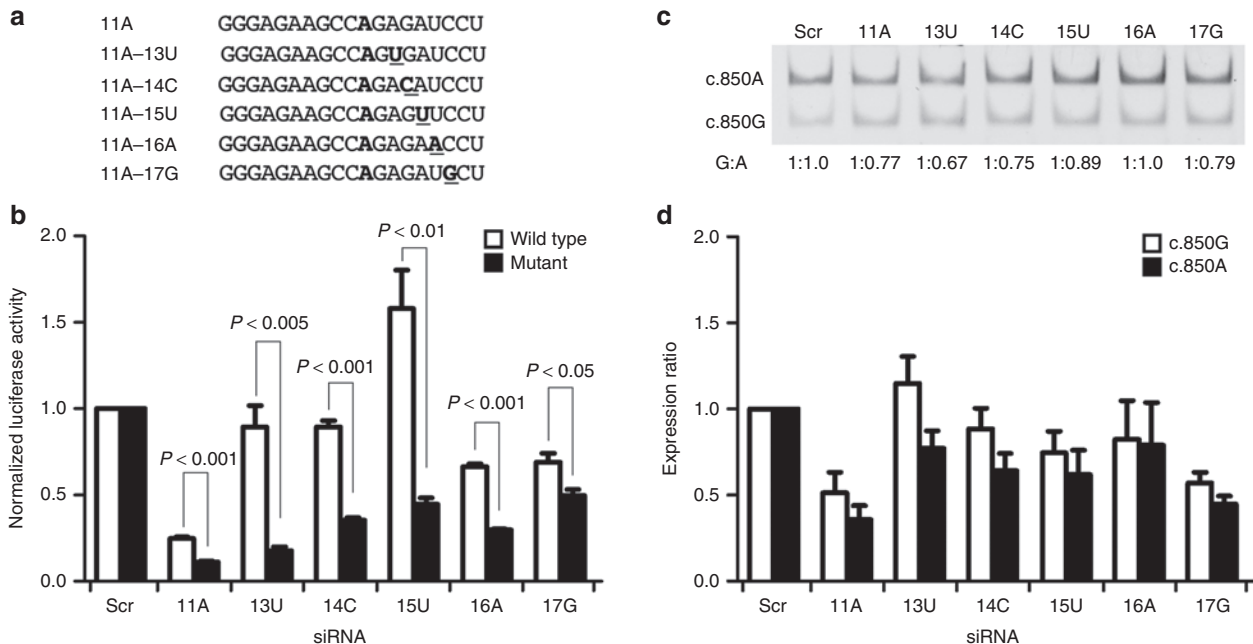 a
11A GGGAGAAGCCAGAGAUCCU
11A–13U GGGAGAAGCCAGUGAUCCU
11A–14C GGGAGAAGCCAGACAUCCU
11A–15U GGGAGAAGCCAGAGUUCCU
11A–16A GGGAGAAGCCAGAGAACCU
11A–17G GGGAGAAGCCAGAGAUGCU
b
Normalized luciferase activity
2.0
1.5
1.0
0.5
0.0
Wild type
Mutant
P < 0.001
P < 0.005
P < 0.001
P < 0.01
P < 0.001
P < 0.05
Scr 11A 13U 14C 15U 16A 17G
siRNA
c
Scr 11A 13U 14C 15U 16A 17G
c.850A
c.850G
G:A 1:1.0 1:0.77 1:0.67 1:0.75 1:0.89 1:1.0 1:0.79
d
Expression ratio
2.0
1.5
1.0
0.5
0.0
c.850G
c.850A
Scr 11A 13U 14C 15U 16A 17G
siRNA